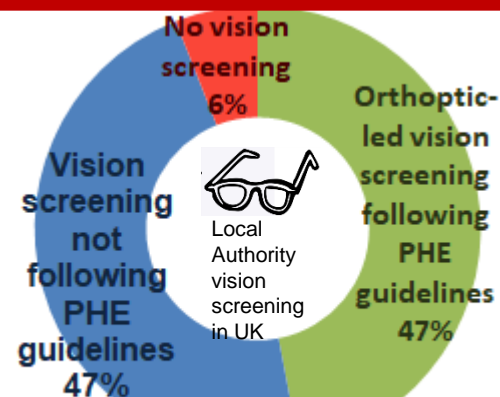 No vision
screening
6%
Orthoptic-
led vision
screening
following
PHE
guidelines
47%
Vision
screening
not
following
PHE
guidelines
47%
Local
Authority
vision
screening
in UK